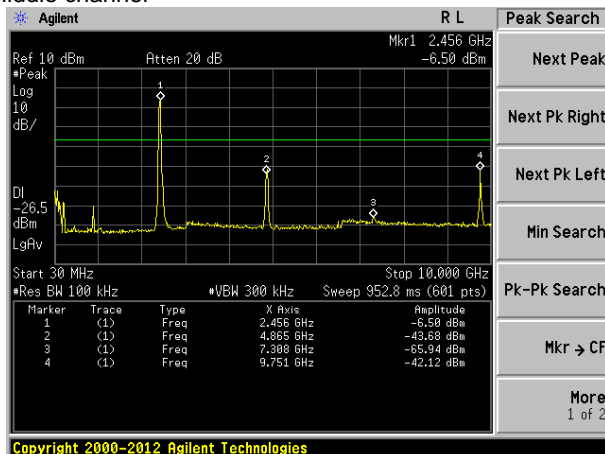 Middle channel
Agilent R L Peak Search
Mkr1 2.456 GHz
Ref 10 dBm Atten 20 dB -6.50 dBm
#Peak
Log
10
dB/
1
2
3
4
DI
-26.5
dBm
LgAv
Start 30 MHz Stop 10.000 GHz
#Res BW 100 kHz #VBW 300 kHz Sweep 952.8 ms (601 pts)
Marker Trace Type X Axis Amplitude
1 (1) Freq 2.456 GHz -6.50 dBm
2 (1) Freq 4.865 GHz -43.68 dBm
3 (1) Freq 7.308 GHz -65.94 dBm
4 (1) Freq 9.751 GHz -42.12 dBm
Next Peak
Next Pk Right
Next Pk Left
Min Search
Pk-Pk Search
Mkr → CF
More
1 of 2
Copyright 2000-2012 Agilent Technologies